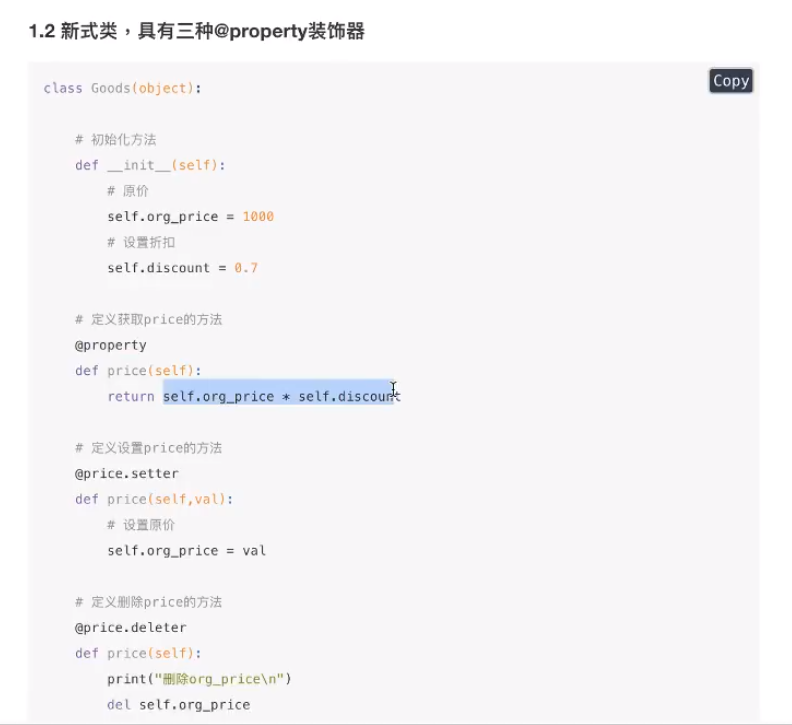 1.2 新式类，具有三种@property装饰器
Copy
class Goods(object):
    # 初始化方法
    def __init__(self):
        # 原价
        self.org_price = 1000
        # 设置折扣
        self.discount = 0.7
    # 定义获取price的方法
    @property
    def price(self):
        return self.org_price * self.discount
    # 定义设置price的方法
    @price.setter
    def price(self,val):
        # 设置原价
        self.org_price = val
    # 定义删除price的方法
    @price.deleter
    def price(self):
        print("删除org_price\n")
        del self.org_price